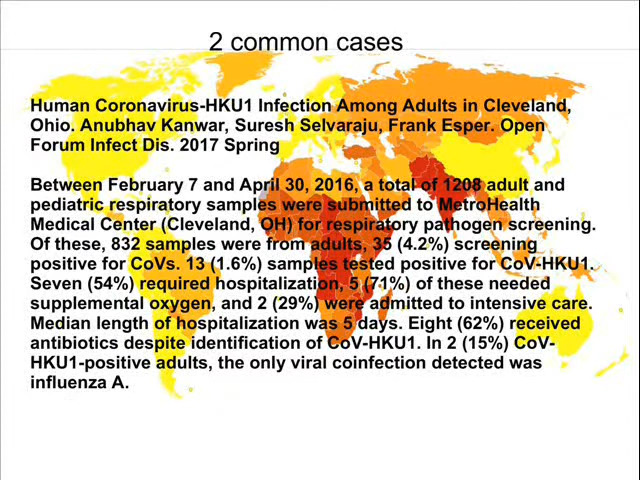 2 common cases
Human Coronavirus-HKU1 Infection Among Adults in Cleveland,
Ohio. Anubhav Kanwar, Suresh Selvaraju, Frank Esper. Open
Forum Infect Dis. 2017 Spring
Between February 7 and April 30, 2016, a total of 1208 adult and
pediatric respiratory samples were submitted to MetroHealth
Medical Center (Cleveland, OH) for respiratory pathogen screening.
Of these, 832 samples were from adults, 35 (4.2%) screening
positive for CoVs. 13 (1.6%) samples tested positive for CoV-HKU1.
Seven (54%) required hospitalization, 5 (71%) of these needed
supplemental oxygen, and 2 (29%) were admitted to intensive care.
Median length of hospitalization was 5 days. Eight (62%) received
antibiotics despite identification of CoV-HKU1. In 2 (15%) CoV-
HKU1-positive adults, the only viral coinfection detected was
influenza A.